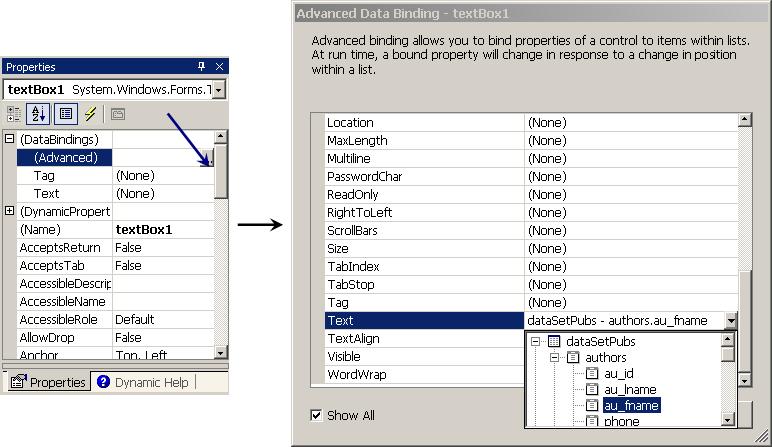 Properties
textBox1 System.Windows.Forms.T
(DataBindings)
(Advanced)
Tag (None)
Text (None)
(DynamicPropert
(Name) textBox1
AcceptsReturn False
AcceptsTab False
AccessibleDescrip
AccessibleName
AccessibleRole Default
AllowDrop False
Anchor Top, Left
Properties Dynamic Help
Advanced Data Binding - textBox1
Advanced binding allows you to bind properties of a control to items within lists.
At run time, a bound property will change in response to a change in position
within a list.
Location (None)
MaxLength (None)
Multiline (None)
PasswordChar (None)
ReadOnly (None)
RightToLeft (None)
ScrollBars (None)
Size (None)
TabIndex (None)
TabStop (None)
Tag (None)
Text dataSetPubs - authors.au_fname
TextAlign
Visible
WordWrap
dataSetPubs
authors
au_id
au_lname
au_fname
phone
Show All